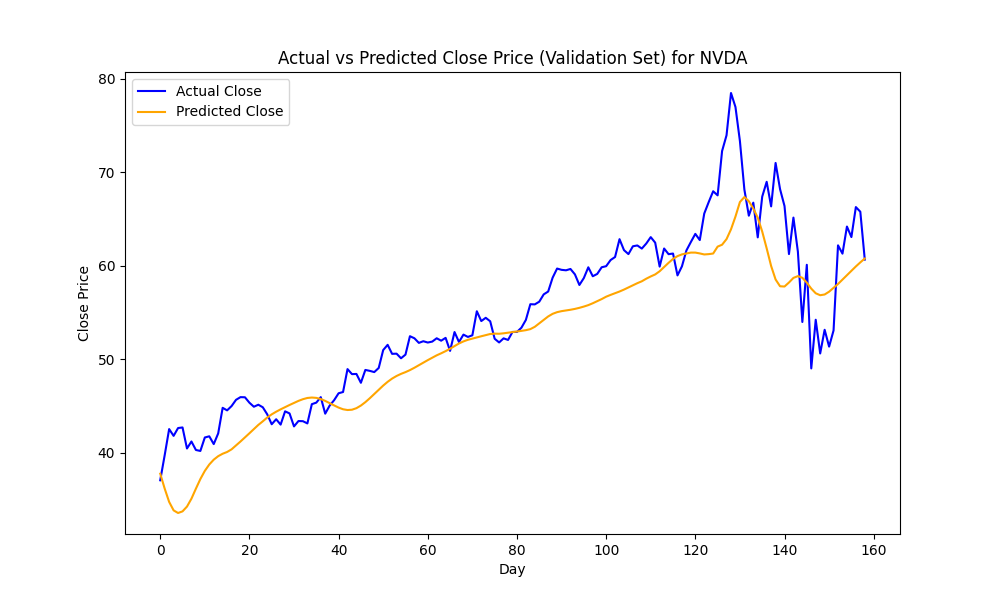 Actual vs Predicted Close Price (Validation Set) for NVDA
Actual Close
Predicted Close
80
70
60
50
40
Close Price
0 20 40 60 80 100 120 140 160
Day